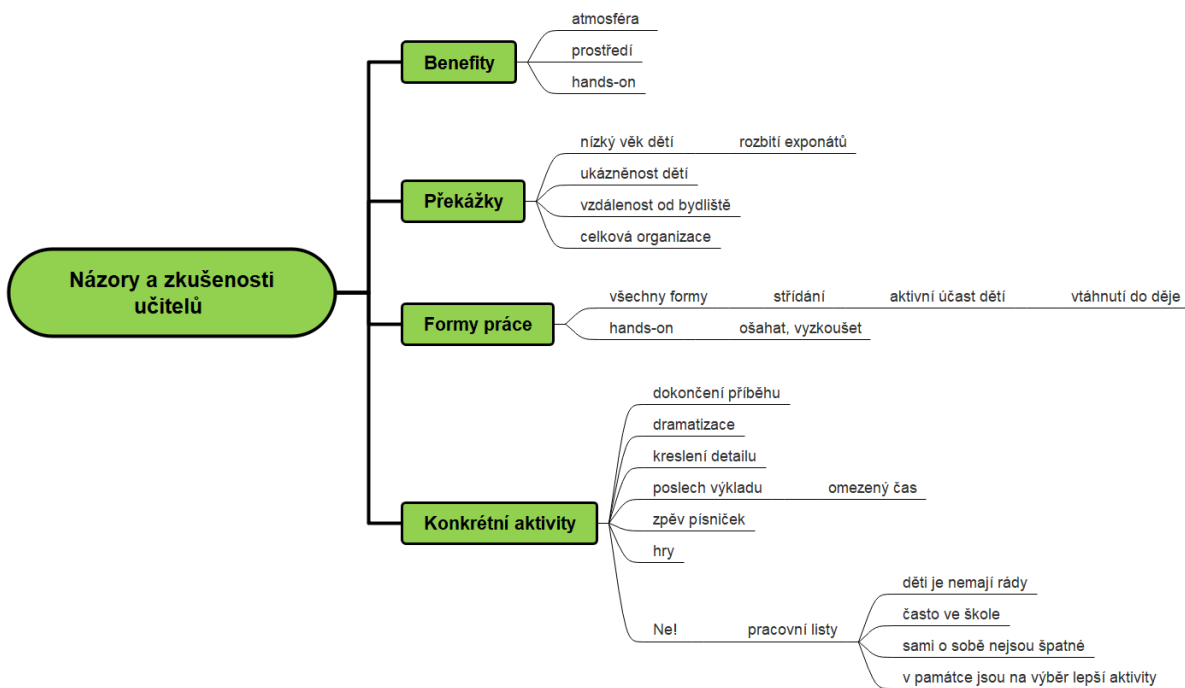 Názory a zkušenosti
učitelů
Benefity
atmosféra
prostředí
hands-on
Překážky
nízký věk dětí
rozbití exponátů
ukázněnost dětí
vzdálenost od bydliště
celková organizace
Formy práce
všechny formy
střídání
aktivní účast dětí
vtáhnutí do děje
hands-on
ošahat, vyzkoušet
Konkrétní aktivity
dokončení příběhu
dramatizace
kreslení detailu
poslech výkladu
omezený čas
zpěv písniček
hry
Ne!
pracovní listy
děti je nemají rády
často ve škole
sami o sobě nejsou špatné
v památce jsou na výběr lepší aktivity